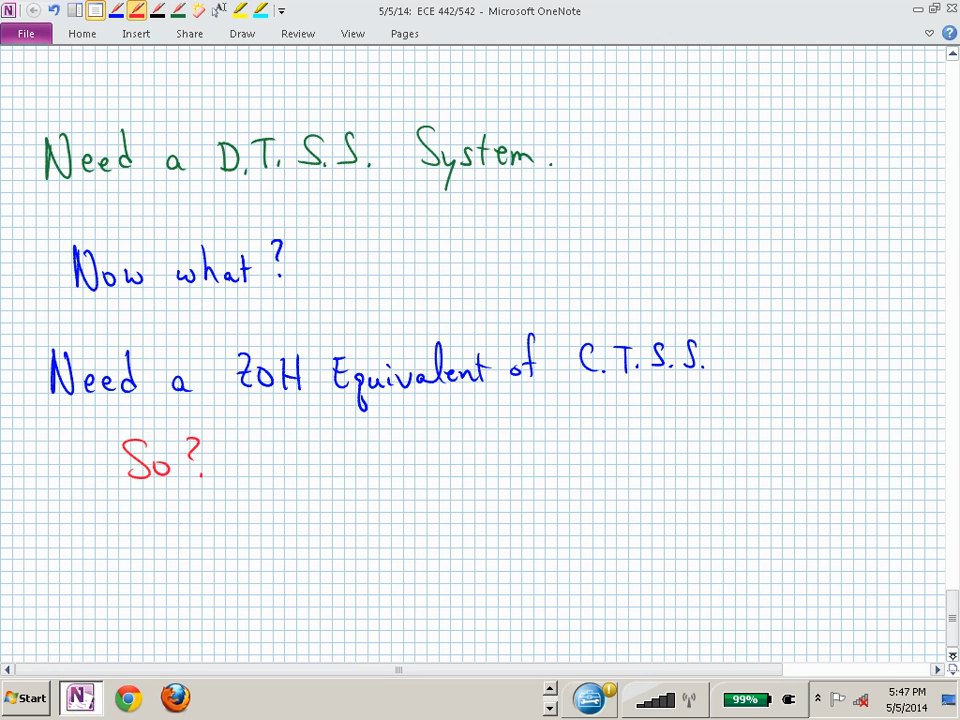 5/5/14: ECE 442/542 - Microsoft OneNote
File Home Insert Share Draw Review View Pages
Need a D.T.S.S. System.
Now what?
Need a ZOH Equivalent of C.T.S.S.
So?
Start
99%
5:47 PM
5/5/2014